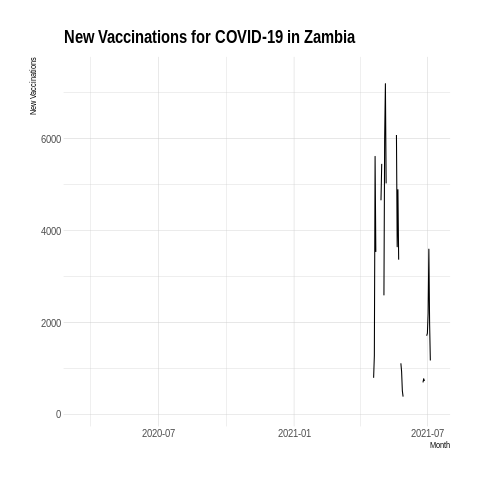 New Vaccinations for COVID-19 in Zambia
New Vaccinations
6000
4000
2000
0
2020-07
2021-01
2021-07
Month